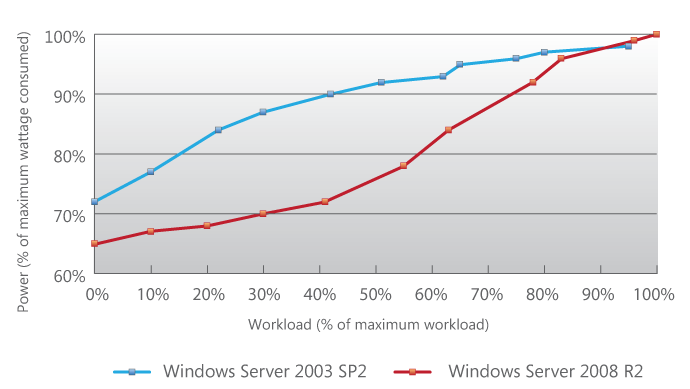 Power (% of maximum wattage consumed)
100%
90%
80%
70%
60%
0% 10% 20% 30% 40% 50% 60% 70% 80% 90% 100%
Workload (% of maximum workload)
Windows Server 2003 SP2 Windows Server 2008 R2